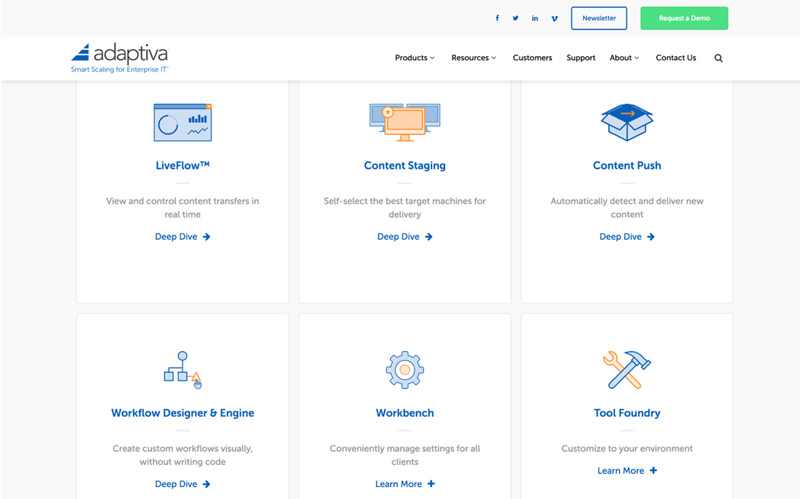 Newsletter
Request a Demo
adaptiva
Smart Scaling for Enterprise IT™
Products
Resources
Customers
Support
About
Contact Us
LiveFlow™
View and control content transfers in
real time
Deep Dive
Content Staging
Self-select the best target machines for
delivery
Deep Dive
Content Push
Automatically detect and deliver new
content
Deep Dive
Workflow Designer & Engine
Create custom workflows visually,
without writing code
Deep Dive
Workbench
Conveniently manage settings for all
clients
Learn More
Tool Foundry
Customize to your environment
Learn More